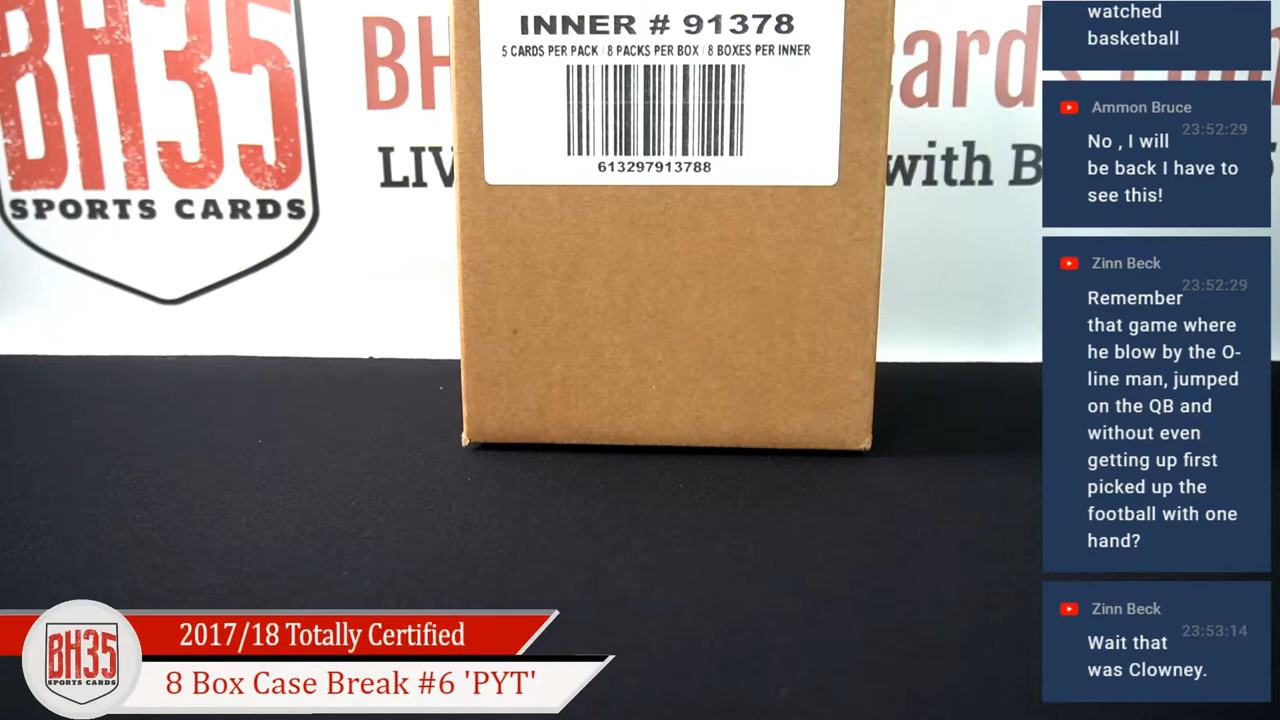 BH35
SPORTS CARDS
INNER # 91378
5 CARDS PER PACK / 8 PACKS PER BOX / 8 BOXES PER INNER
613297913788
BH
ards
LIV
with B
watched
basketball
Ammon Bruce
23:52:29
No , I will
be back I have to
see this!
Zinn Beck
23:52:29
Remember
that game where
he blow by the O-
line man, jumped
on the QB and
without even
getting up first
picked up the
football with one
hand?
Zinn Beck
23:53:14
Wait that
was Clowney.
BH35
SPORTS CARDS
2017/18 Totally Certified
8 Box Case Break #6 'PYT'